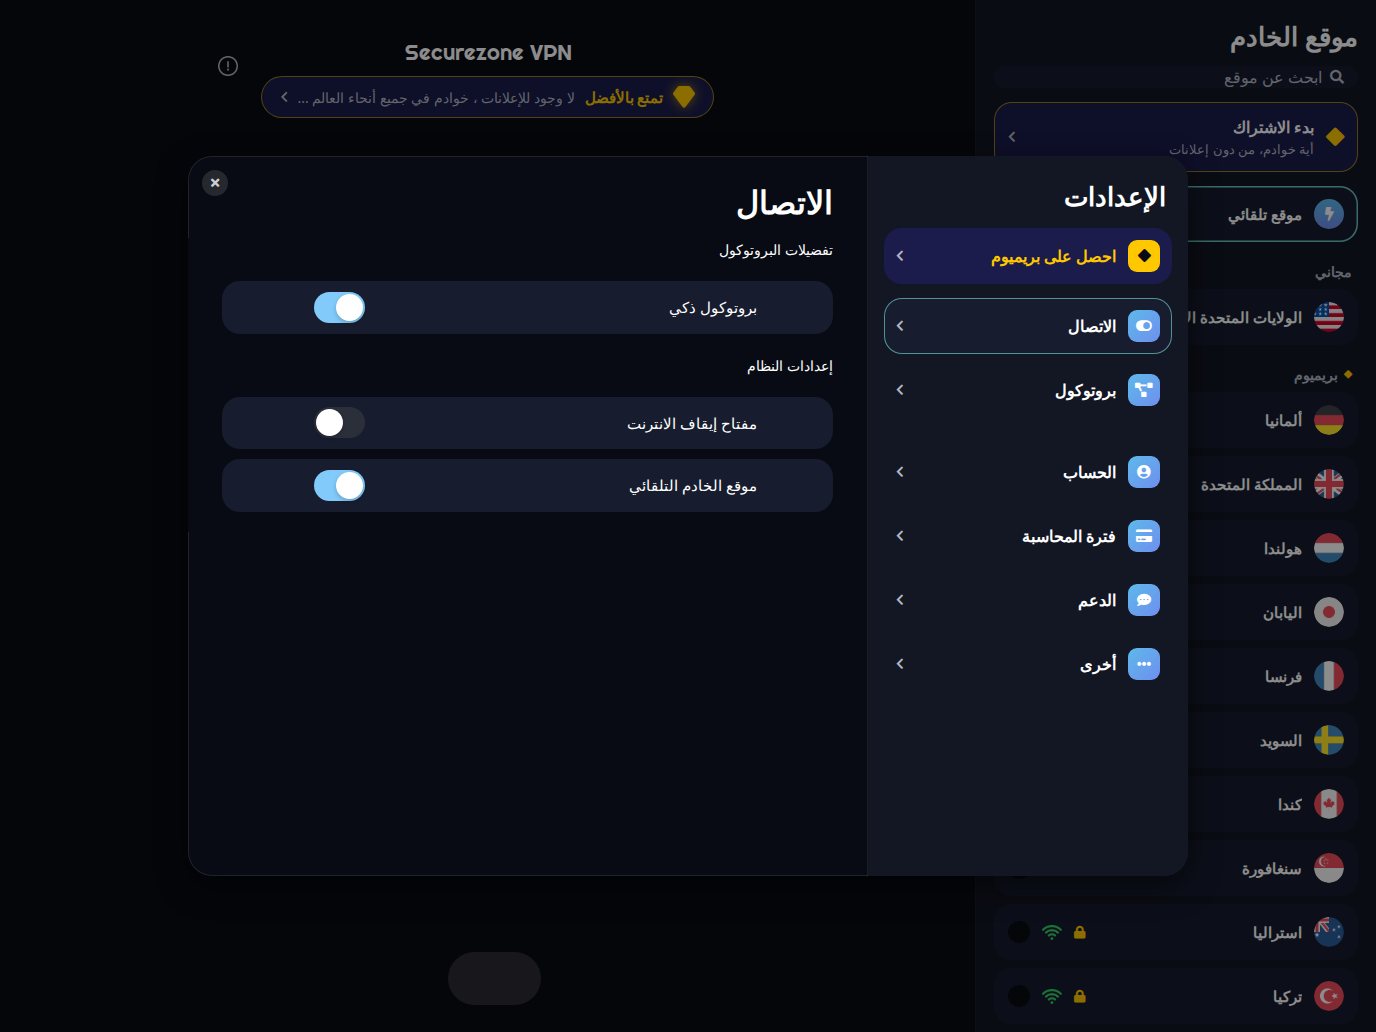 موقع الخادم
ابحث عن موقع
بدء الاشتراك
أية خوادم، من دون إعلانات
موقع تلقائي
مجاني
الولايات المتحدة
بريميوم
ألمانيا
المملكة المتحدة
هولندا
اليابان
فرنسا
السويد
كندا
سنغافورة
استراليا
تركيا
Securezone VPN
تمتع بالأفضل لا وجود للإعلانات ، خوادم في جميع أنحاء العالم ...
الإعدادات
احصل على بريميوم
الاتصال
بروتوكول
الحساب
فترة المحاسبة
الدعم
أخرى
الاتصال
تفضيلات البروتوكول
بروتوكول ذكي
إعدادات النظام
مفتاح إيقاف الانترنت
موقع الخادم التلقائي